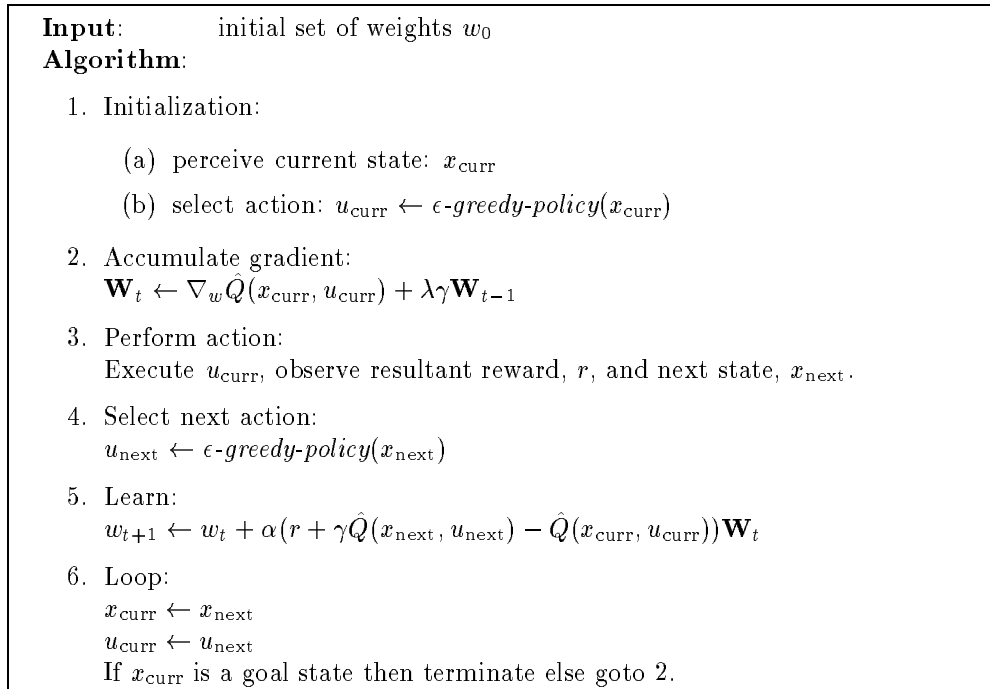 Input: initial set of weights w₀
Algorithm:
1. Initialization:
(a) perceive current state: x_curr
(b) select action: u_curr ← ϵ-greedy-policy(x_curr)
2. Accumulate gradient:
W_t ← ∇_w Q̂(x_curr, u_curr) + λγW_{t−1}
3. Perform action:
Execute u_curr, observe resultant reward, r, and next state, x_next.
4. Select next action:
u_next ← ϵ-greedy-policy(x_next)
5. Learn:
w_{t+1} ← w_t + α(r + γQ̂(x_next, u_next) − Q̂(x_curr, u_curr))W_t
6. Loop:
x_curr ← x_next
u_curr ← u_next
If x_curr is a goal state then terminate else goto 2.